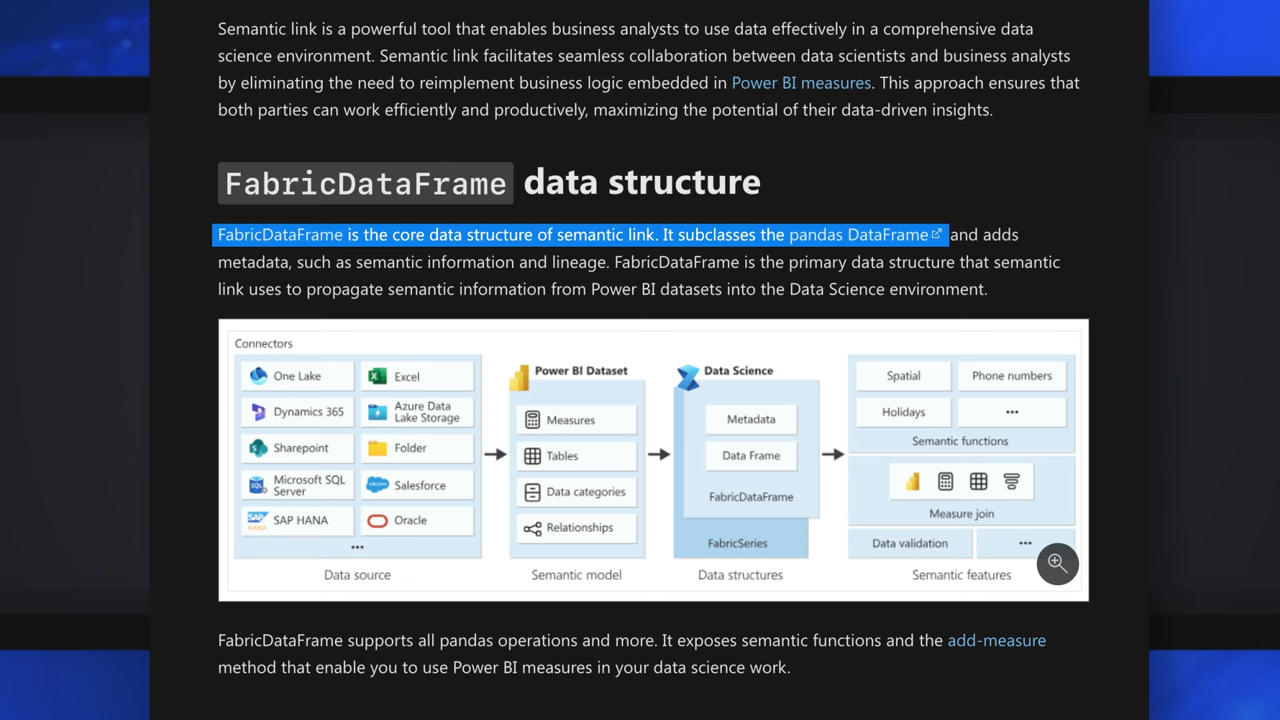 Semantic link is a powerful tool that enables business analysts to use data effectively in a comprehensive data
science environment. Semantic link facilitates seamless collaboration between data scientists and business analysts
by eliminating the need to reimplement business logic embedded in Power BI measures. This approach ensures that
both parties can work efficiently and productively, maximizing the potential of their data-driven insights.
FabricDataFrame data structure
FabricDataFrame is the core data structure of semantic link. It subclasses the pandas DataFrame and adds
metadata, such as semantic information and lineage. FabricDataFrame is the primary data structure that semantic
link uses to propagate semantic information from Power BI datasets into the Data Science environment.
Connectors
One Lake
Excel
Dynamics 365
Azure Data
Lake Storage
Sharepoint
Folder
Microsoft SQL
Server
SQL
Salesforce
SAP HANA
SAP
HANA
Oracle
•••
Data source
Power BI Dataset
Measures
Tables
Data categories
Relationships
Semantic model
Data Science
Metadata
Data Frame
FabricDataFrame
FabricSeries
Data structures
Spatial
Phone numbers
Holidays
•••
Semantic functions
Measure join
Data validation
•••
Semantic features
FabricDataFrame supports all pandas operations and more. It exposes semantic functions and the add-measure
method that enable you to use Power BI measures in your data science work.